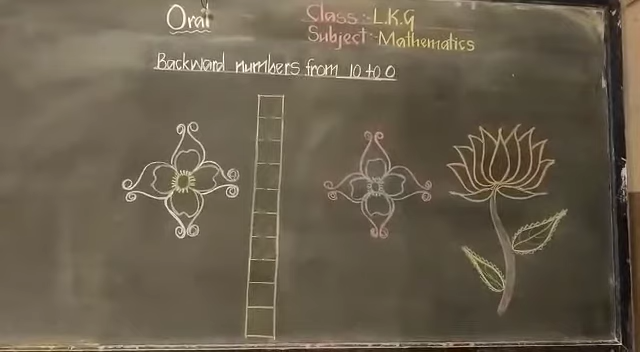 Oral
Class:-L.K.G
Subject:-Mathematics
Backward numbers from 10 to 0